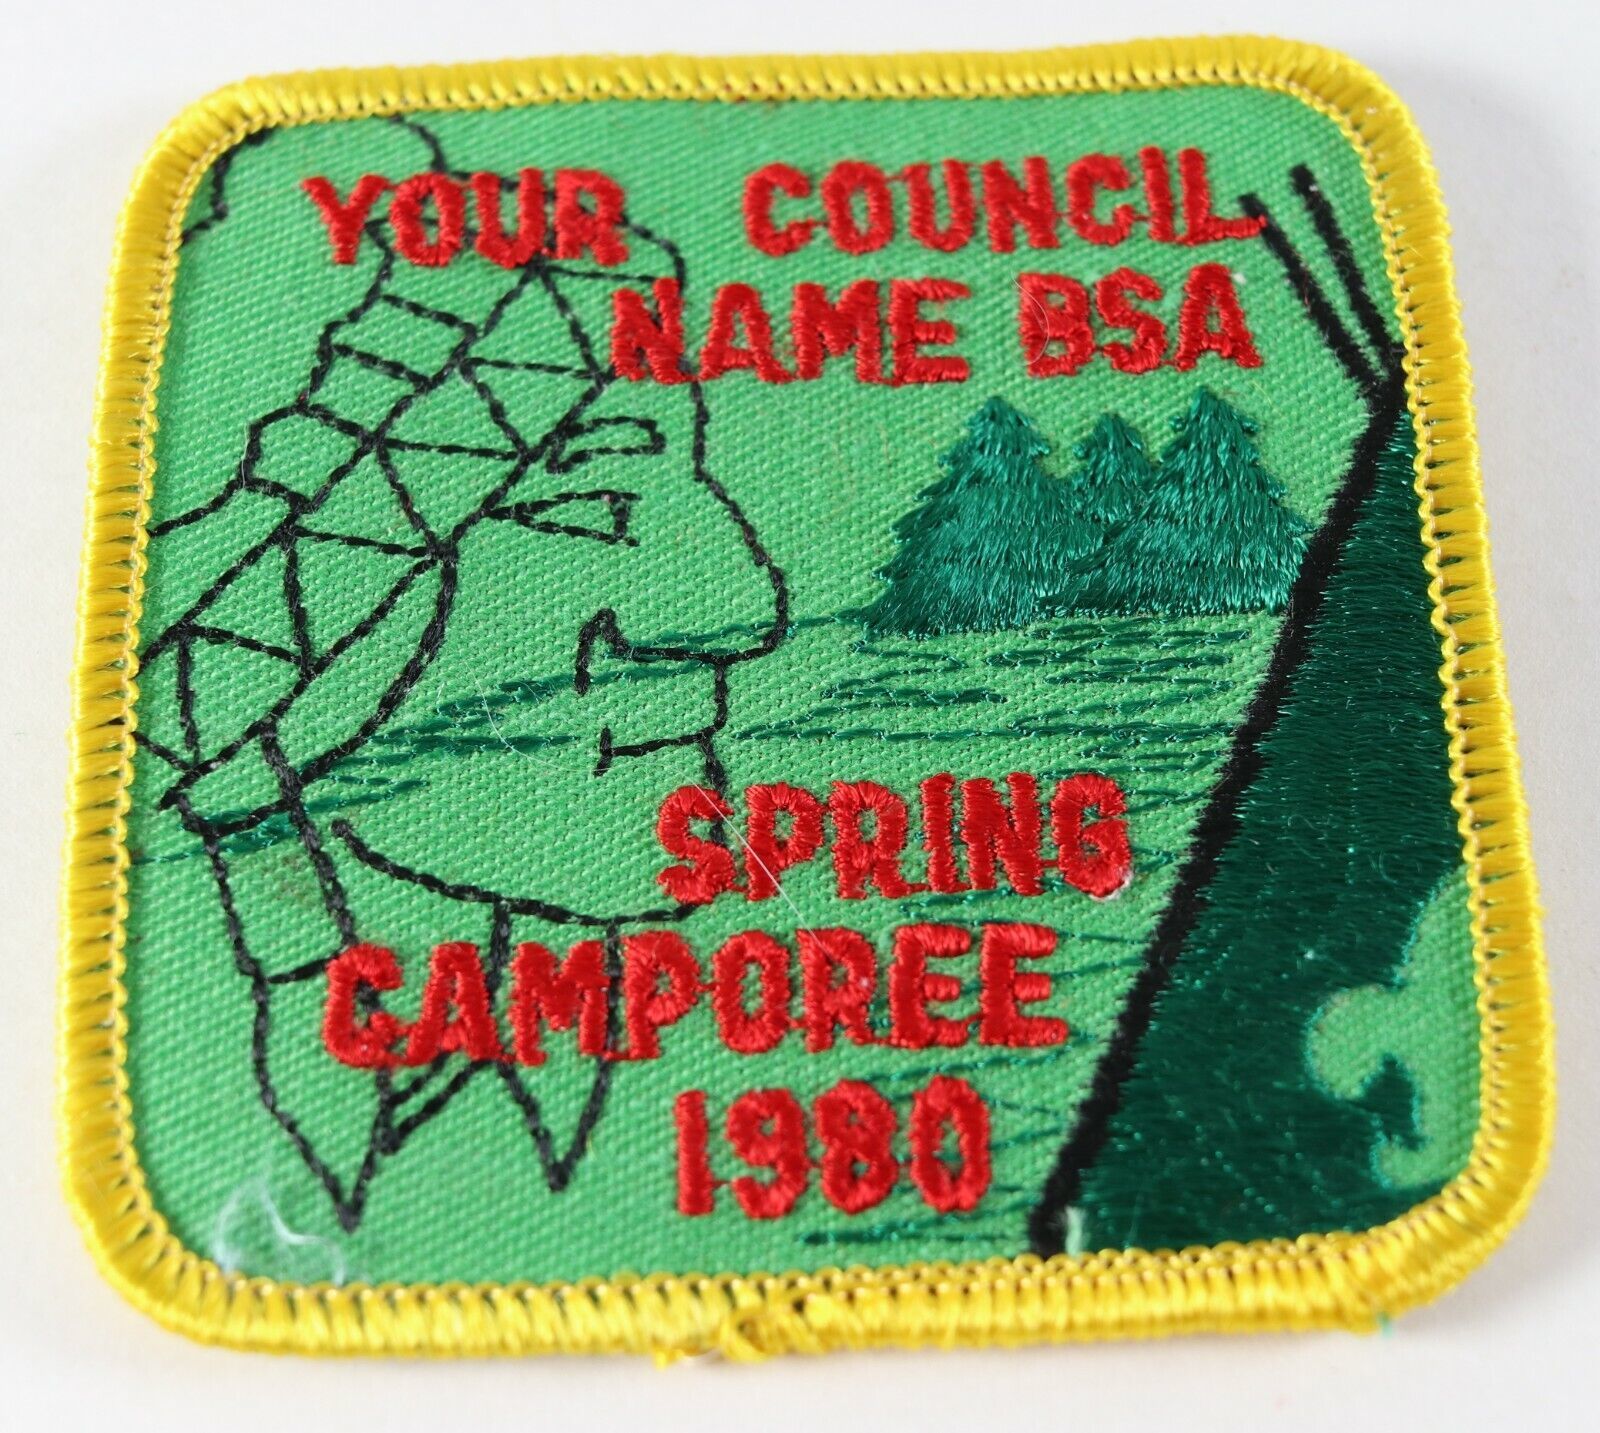 YOUR COUNCIL
NAME BSA
SPRING
CAMPOREE
1980